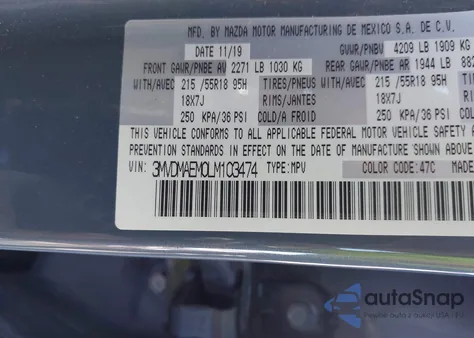 MFD. BY MAZDA MOTOR MANUFACTURING DE MEXICO S.A. DE C.V.
DATE 11/19 GVWR/PNBV 4209 LB 1909 KG
FRONT GAWR/PNBE AV 2271 LB 1030 KG REAR GAWR/PNBE AR 1944 LB 882
WITH/AVEC 215 /55R18 95H TIRES/PNEUS WITH/AVEC 215 /55R18 95H
18X7J RIMS/JANTES 18X7J
250 KPA/36 PSI COLD/A FROID 250 KPA/36 PSI
THIS VEHICLE CONFORMS TO ALL APPLICABLE FEDERAL MOTOR VEHICLE SAFETY
PREVENTION STANDARDS IN EFFECT ON THE DATE OF MANUFACTURE SHOWN ABOVE.
VIN: 3MVDMAEM0LM103474 TYPE: MPV COLOR CODE: 47C
autoSnap